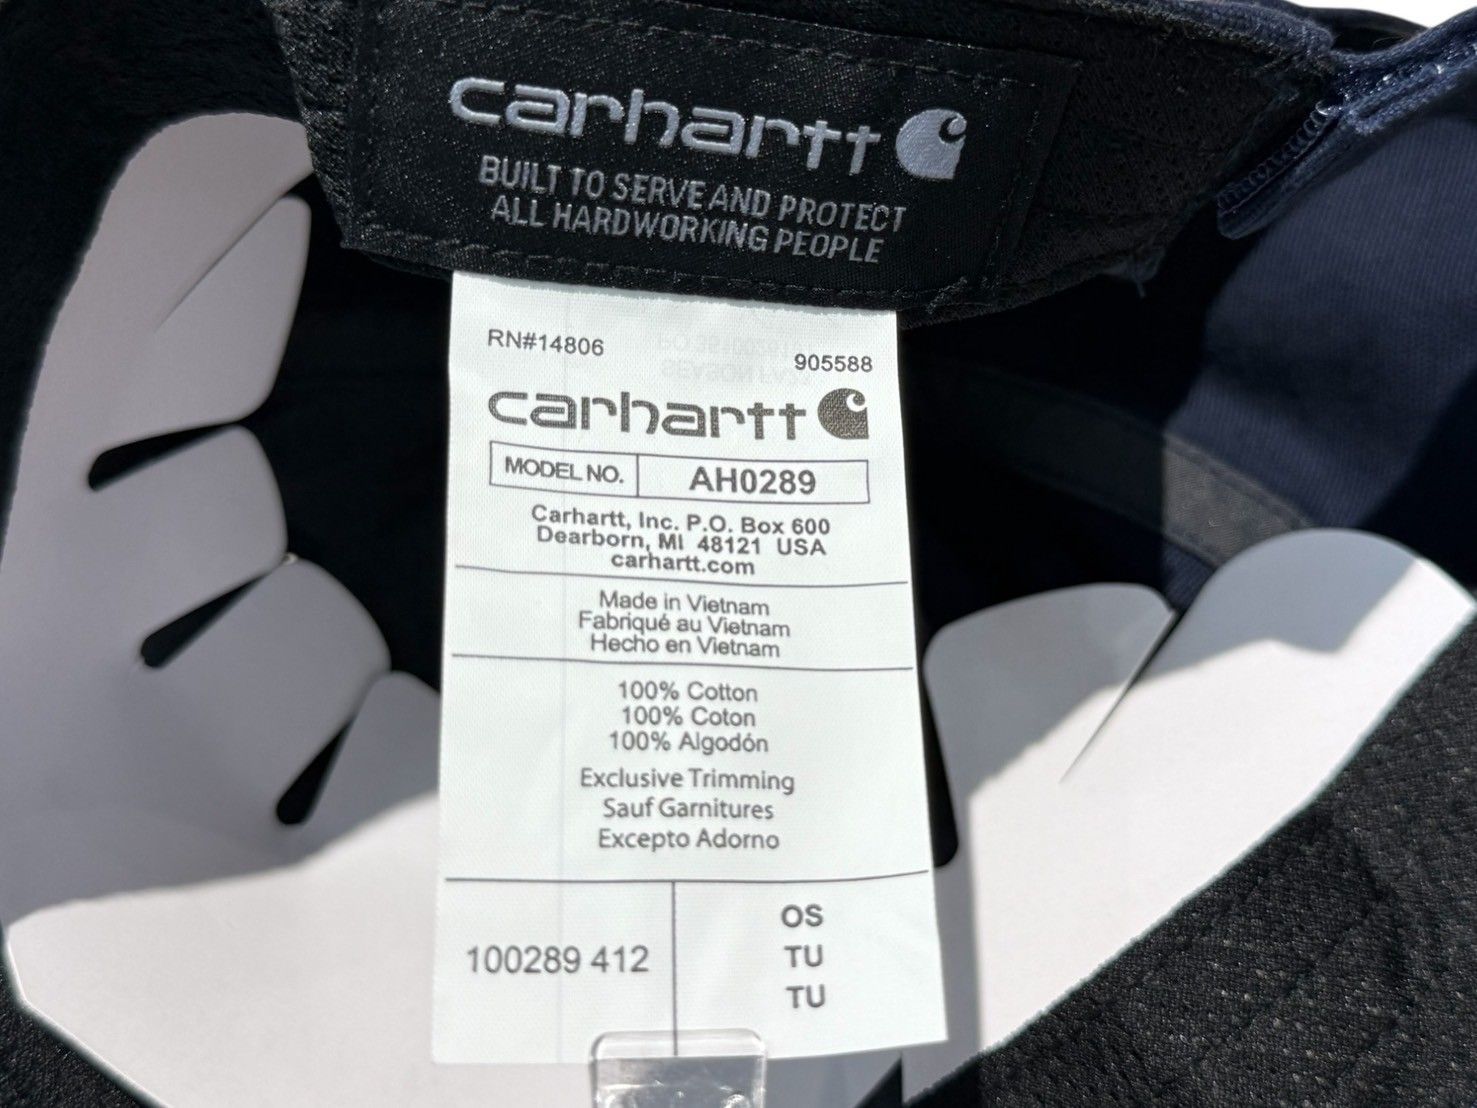 carhartt
BUILT TO SERVE AND PROTECT
ALL HARDWORKING PEOPLE
RN#14806
905588
carhartt
MODEL NO. AH0289
Carhartt, Inc. P.O. Box 600
Dearborn, MI 48121 USA
carhartt.com
Made in Vietnam
Fabriqué au Vietnam
Hecho en Vietnam
100% Cotton
100% Coton
100% Algodón
Exclusive Trimming
Sauf Garnitures
Excepto Adorno
100289 412
OS
TU
TU